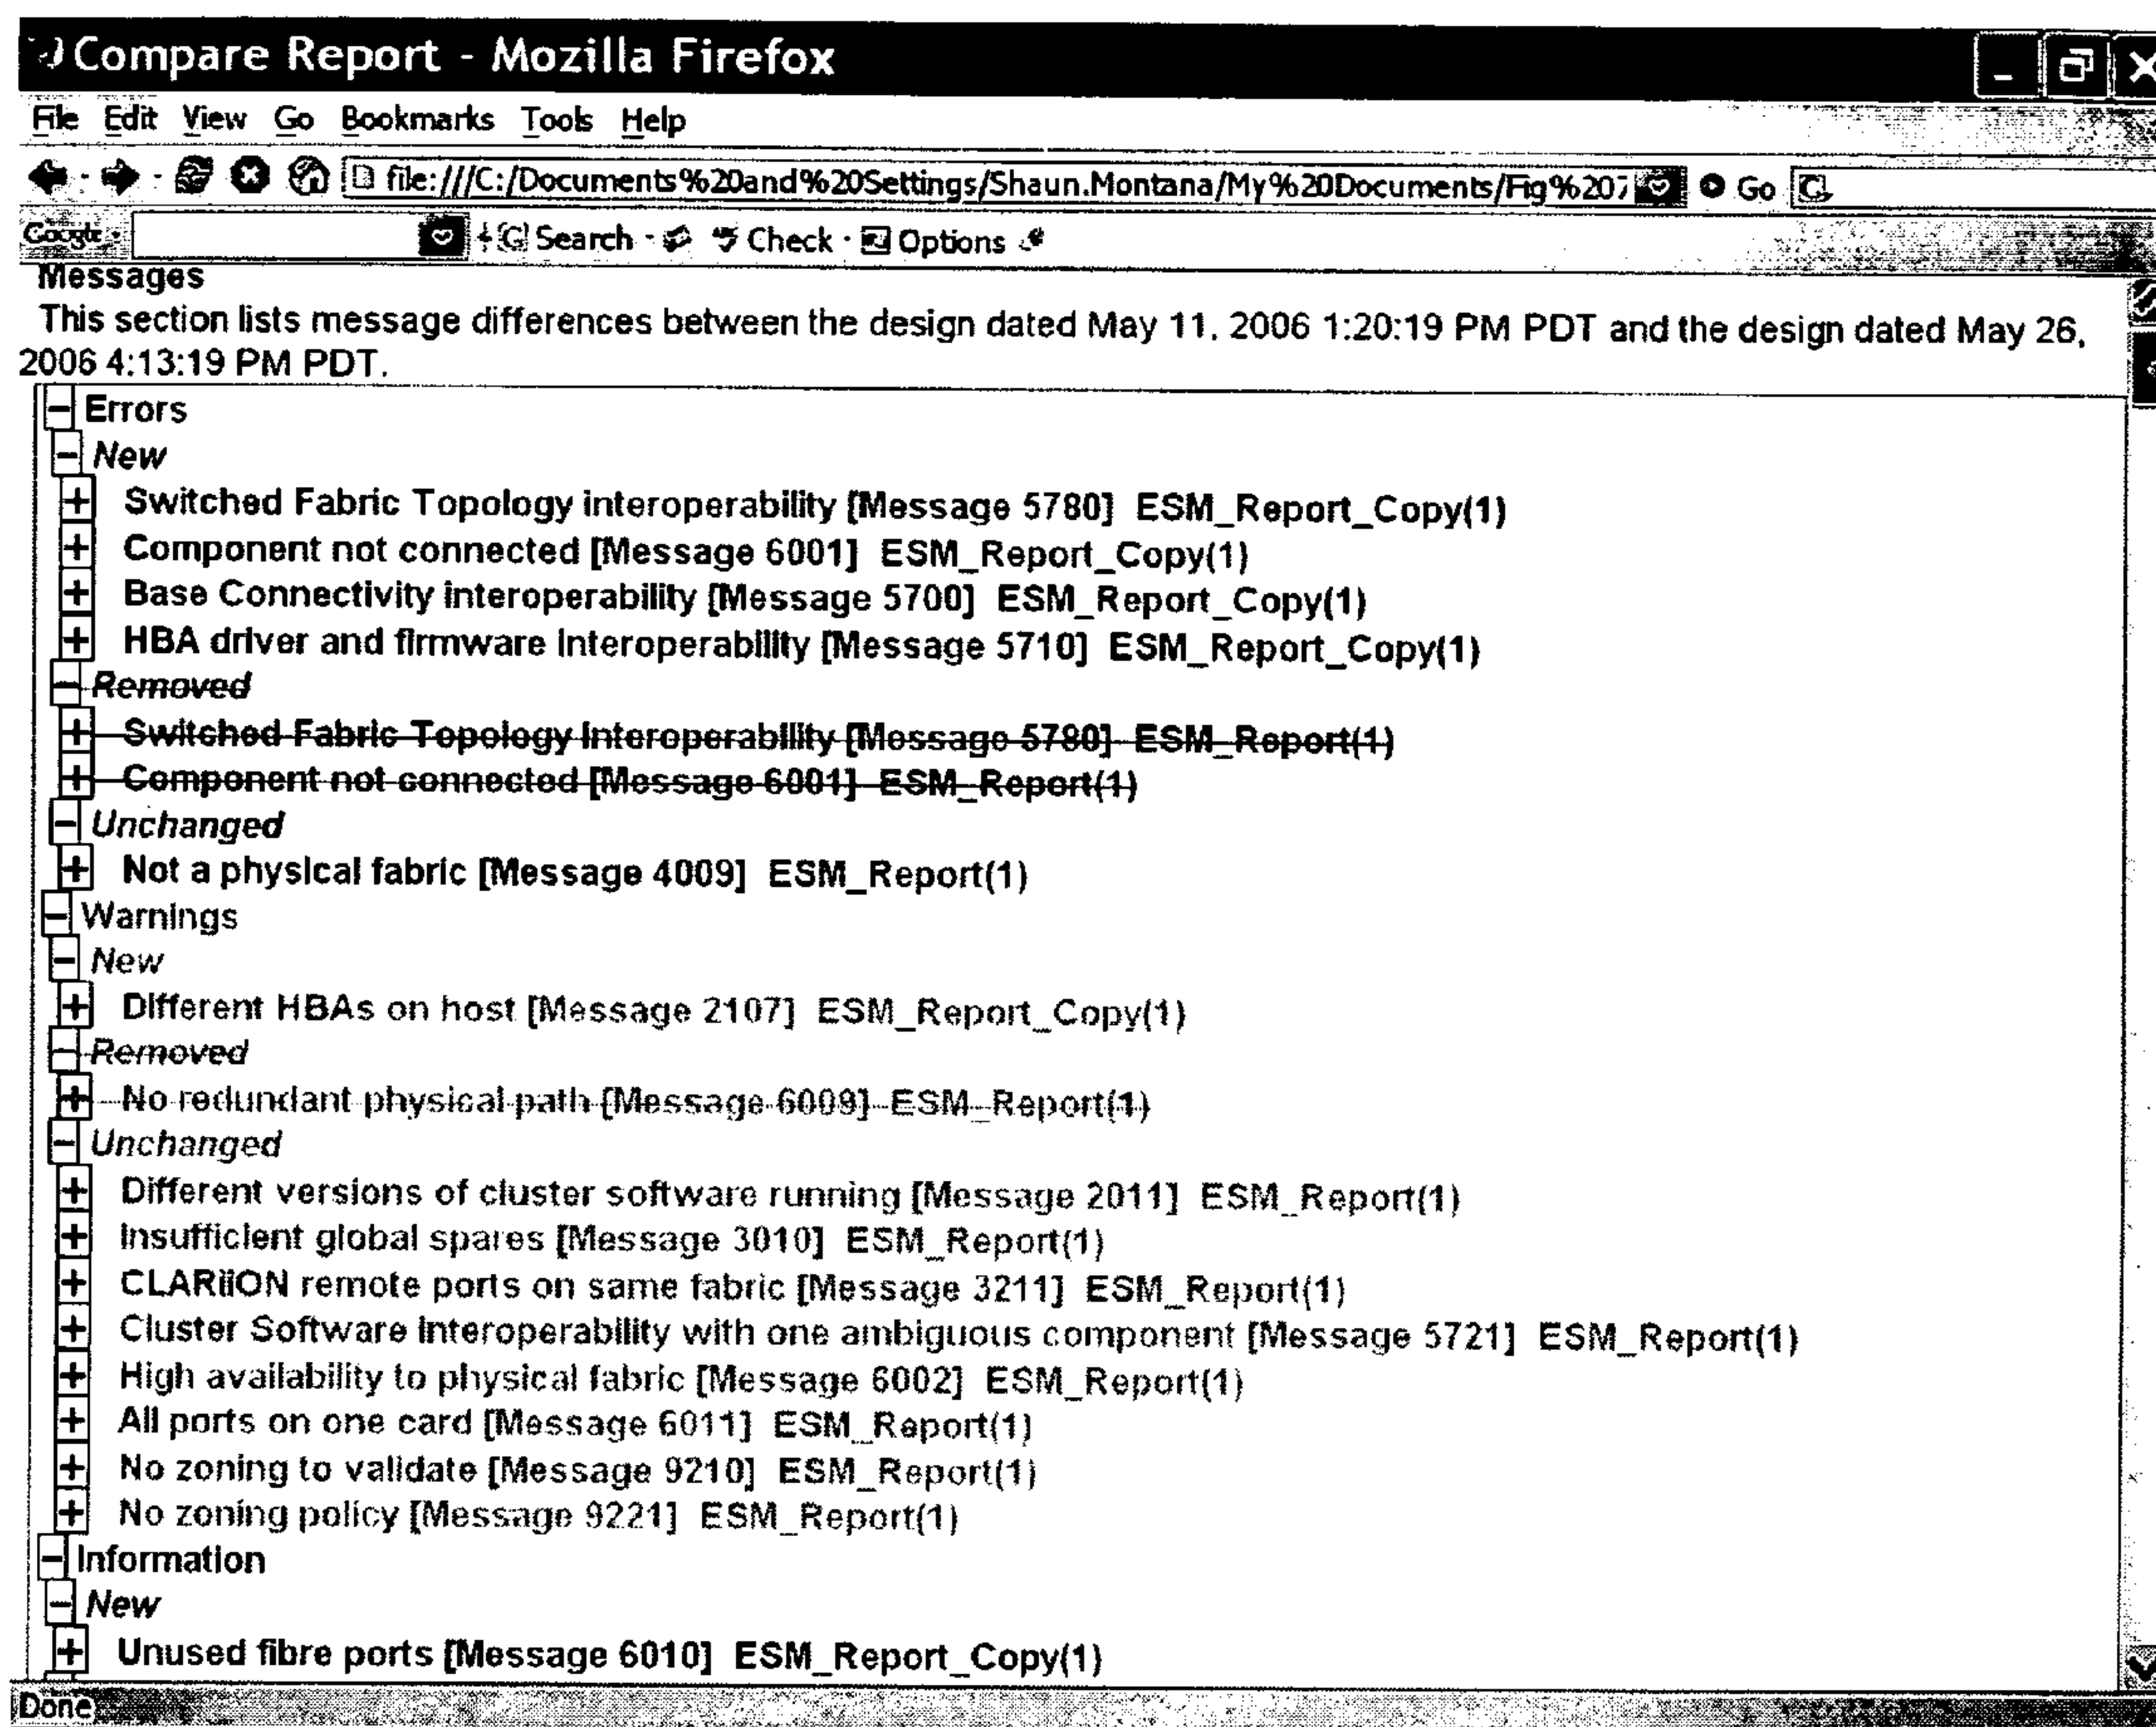 Compare Report - Mozilla Firefox
File Edit View Go Bookmarks Tools Help
file:///C:/Documents%20and%20Settings/Shaun.Montana/My%20Documents/Fig%207 Go
Google Search Check Options
Messages
This section lists message differences between the design dated May 11, 2006 1:20:19 PM PDT and the design dated May 26,
2006 4:13:19 PM PDT.
Errors
New
Switched Fabric Topology interoperability [Message 5780] ESM_Report_Copy(1)
Component not connected [Message 6001] ESM_Report_Copy(1)
Base Connectivity interoperability [Message 5700] ESM_Report_Copy(1)
HBA driver and firmware interoperability [Message 5710] ESM_Report_Copy(1)
Removed
Switched Fabric Topology interoperability [Message 5780] ESM_Report(1)
Component not connected [Message 6001] ESM_Report(1)
Unchanged
Not a physical fabric [Message 4009] ESM_Report(1)
Warnings
New
Different HBAs on host [Message 2107] ESM_Report_Copy(1)
Removed
No redundant physical path [Message 6009] ESM_Report(1)
Unchanged
Different versions of cluster software running [Message 2011] ESM_Report(1)
Insufficient global spares [Message 3010] ESM_Report(1)
CLARiiON remote ports on same fabric [Message 3211] ESM_Report(1)
Cluster Software interoperability with one ambiguous component [Message 5721] ESM_Report(1)
High availability to physical fabric [Message 6002] ESM_Report(1)
All ports on one card [Message 6011] ESM_Report(1)
No zoning to validate [Message 9210] ESM_Report(1)
No zoning policy [Message 9221] ESM_Report(1)
Information
New
Unused fibre ports [Message 6010] ESM_Report_Copy(1)
Done